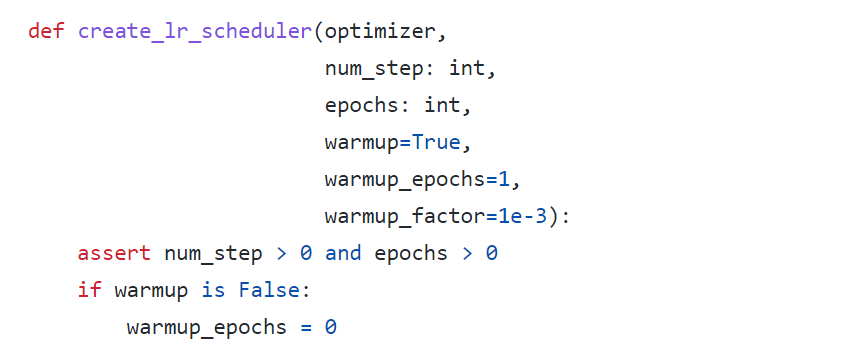 def create_lr_scheduler(optimizer,
                        num_step: int,
                        epochs: int,
                        warmup=True,
                        warmup_epochs=1,
                        warmup_factor=1e-3):
    assert num_step > 0 and epochs > 0
    if warmup is False:
        warmup_epochs = 0